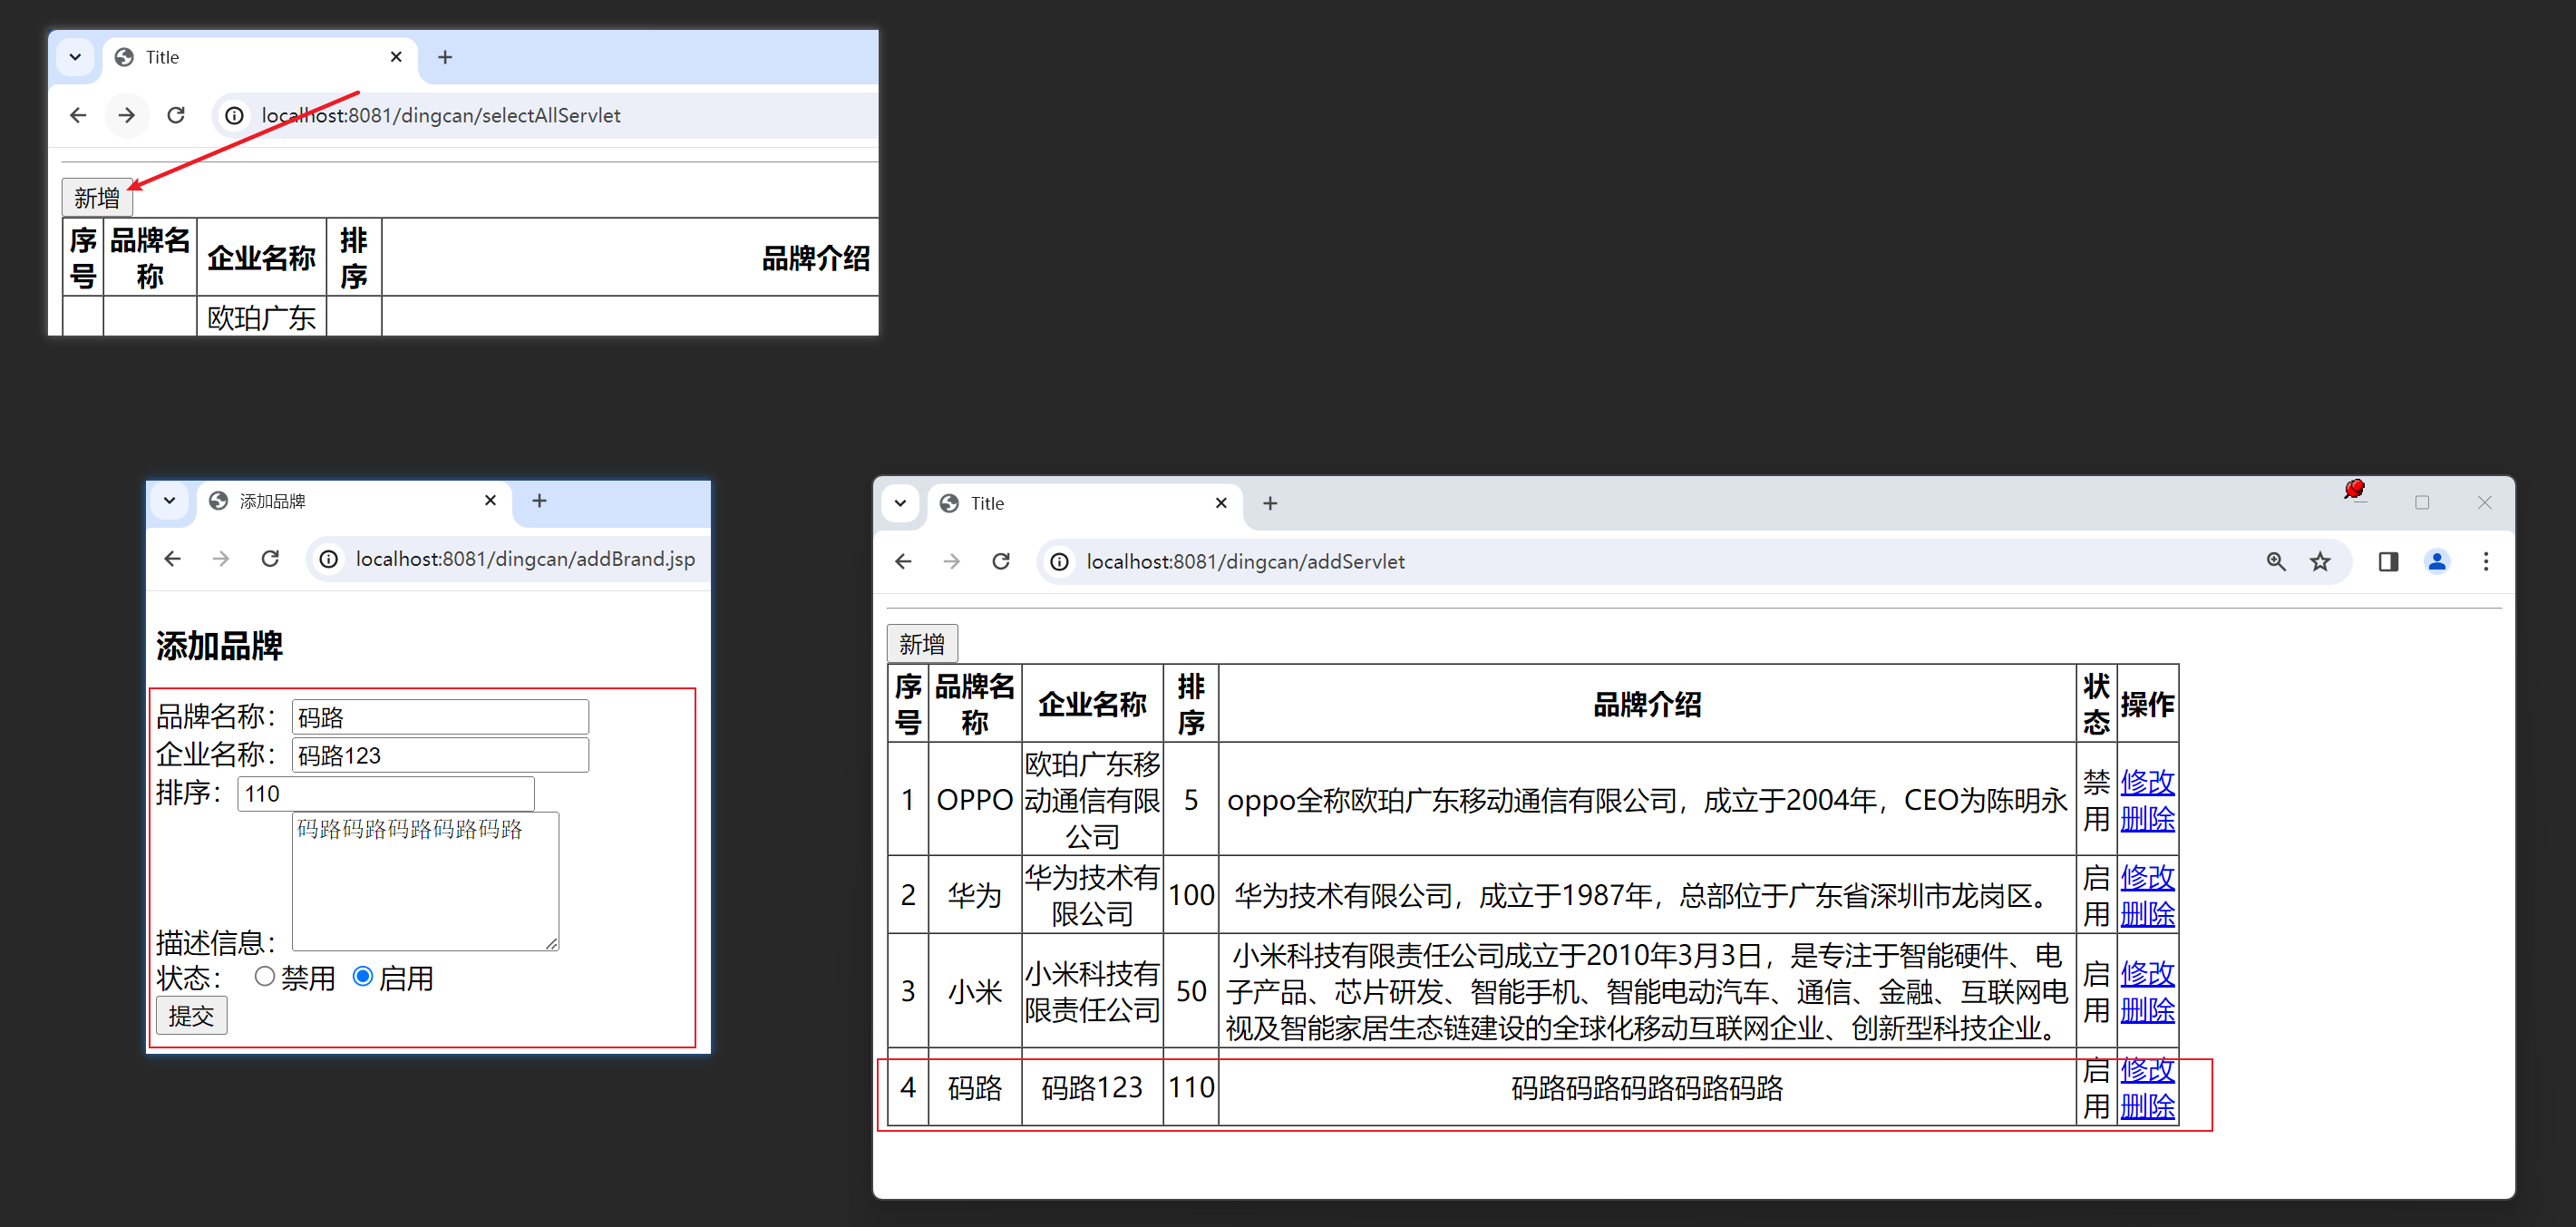 Title
localhost:8081/dingcan/selectAllServlet
新增
序号 品牌名称 企业名称 排序 品牌介绍
欧珀广东
添加品牌
localhost:8081/dingcan/addBrand.jsp
添加品牌
品牌名称： 码路
企业名称： 码路123
排序： 110
码路码路码路码路码路
描述信息：
状态： 禁用 启用
提交
Title
localhost:8081/dingcan/addServlet
新增
序号 品牌名称 企业名称 排序 品牌介绍 状态 操作
1 OPPO 欧珀广东移动通信有限公司 5 oppo全称欧珀广东移动通信有限公司，成立于2004年，CEO为陈明永 禁用 修改 删除
2 华为 华为技术有限公司 100 华为技术有限公司，成立于1987年，总部位于广东省深圳市龙岗区。 启用 修改 删除
3 小米 小米科技有限责任公司 50 小米科技有限责任公司成立于2010年3月3日，是专注于智能硬件、电子产品、芯片研发、智能手机、智能电动汽车、通信、金融、互联网电视及智能家居生态链建设的全球化移动互联网企业、创新型科技企业。 启用 修改 删除
4 码路 码路123 110 码路码路码路码路码路 启用 修改 删除